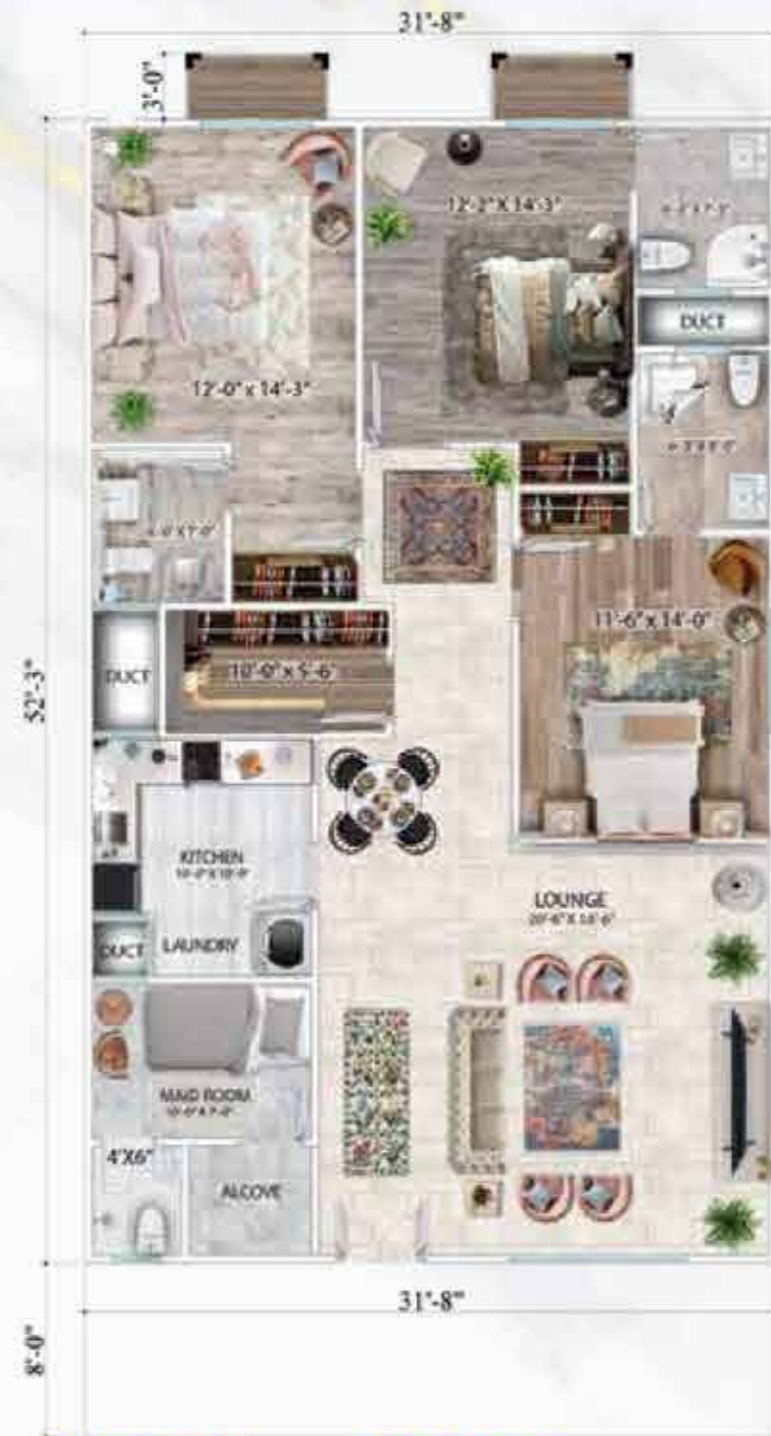 31'-8"
3'-0"
12'-2" X 14'-3"
DUCT
12'-0" x 14'-3"
11'-6" x 14'-0"
DUCT
10'-0" x 5'-6"
52'-3"
KITCHEN
LOUNGE
DUCT
LAUNDRY
MAID ROOM
4'X6'
ALCOVE
31'-8"
8'-0"